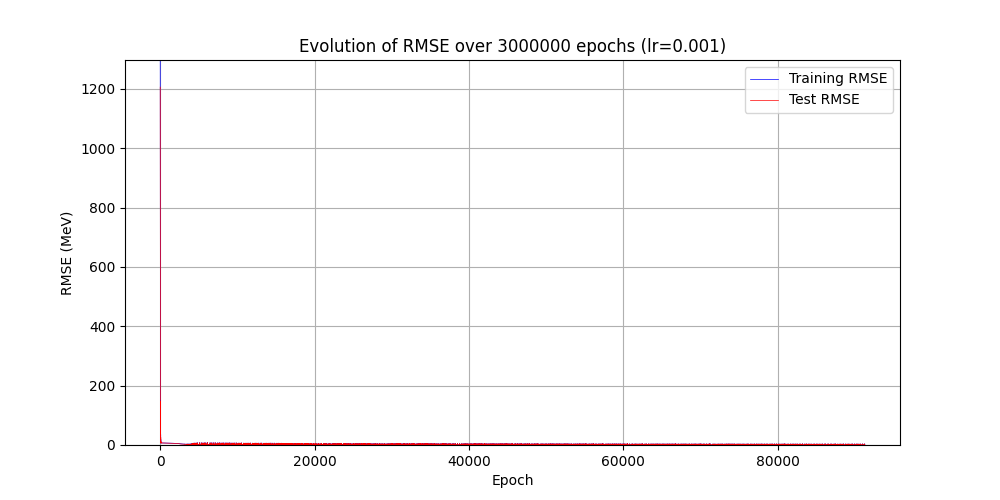 Evolution of RMSE over 3000000 epochs (lr=0.001)
Training RMSE
Test RMSE
RMSE (MeV)
1200
1000
800
600
400
200
0
0 20000 40000 60000 80000
Epoch